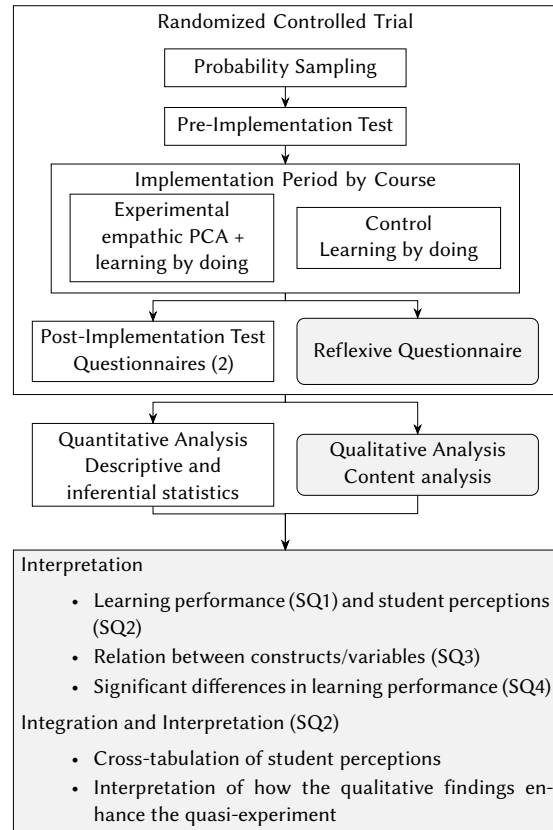 Randomized Controlled Trial
Probability Sampling
Pre-Implementation Test
Implementation Period by Course
Experimental
empathic PCA +
learning by doing
Control
Learning by doing
Post-Implementation Test
Questionnaires (2)
Reflexive Questionnaire
Quantitative Analysis
Descriptive and
inferential statistics
Qualitative Analysis
Content analysis
Interpretation
• Learning performance (SQ1) and student perceptions
(SQ2)
• Relation between constructs/variables (SQ3)
• Significant differences in learning performance (SQ4)
Integration and Interpretation (SQ2)
• Cross-tabulation of student perceptions
• Interpretation of how the qualitative findings en-
hance the quasi-experiment